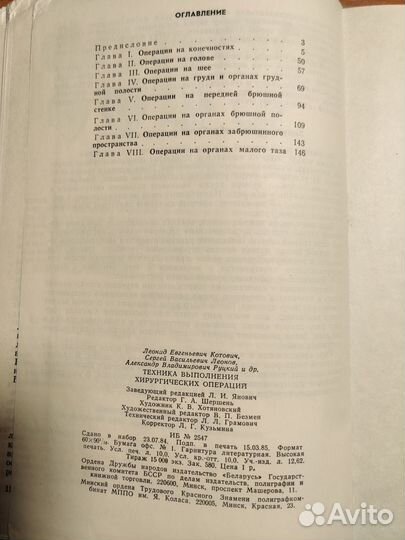 ОГЛАВЛЕНИЕ
Предисловие . . . . . . . . 3
Глава I. Операции на конечностях . . . . 5
Глава II. Операции на голове . . . . . 50
Глава III. Операции на шее . . . . . 57
Глава IV. Операции на груди и органах груд-
ной полости . . . . . . . . 69
Глава V. Операции на передней брюшной
стенке . . . . . . . . . 94
Глава VI. Операции на органах брюшной по-
лости . . . . . . . . . 109
Глава VII. Операции на органах забрюшинного
пространства . . . . . . . . 143
Глава VIII. Операции на органах малого таза 146
Леонид Евгеньевич Котович,
Сергей Васильевич Леонов,
Александр Владимирович Руцкий и др.
ТЕХНИКА ВЫПОЛНЕНИЯ
ХИРУРГИЧЕСКИХ ОПЕРАЦИЙ
Заведующий редакцией Л. И. Янович
Редактор Г. А. Шершень
Художник К. В. Хотяновский
Художественный редактор В. П. Безмен
Технический редактор Л. Л. Грамович
Корректор Л. Г. Кузьмина
ИБ № 2547
Сдано в набор 23.07.84. Подп. в печать 15.03.85. Формат
60×90¹/₁₆. Бумага офс. № 1. Гарнитура литературная. Высокая
печать. Усл. печ. л. 10,0. Усл. кр.-отт. 10,0. Уч.-изд. л. 12,62.
Тираж 15 008 экз. Зак. 580. Цена 1 р.
Ордена Дружбы народов издательство «Беларусь» Государст-
венного комитета БССР по делам издательств, полиграфии и
книжной торговли. 220600, Минск, проспект Машерова, 11.
Минский ордена Трудового Красного Знамени полиграфком-
бинат МППО им. Я. Коласа. 220005, Минск, Красная, 23.
Avito